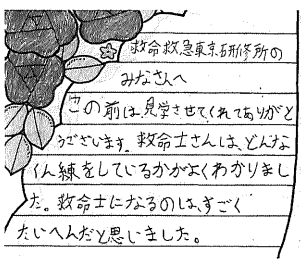 救命救急東京研修所の
みなさんへ
この前は、見学させてくれてありがと
うございます。救命士さんは、どんな
くん練をしているかがよくわかりまし
た。救命士になるのは、すごく
たいへんだと思いました。